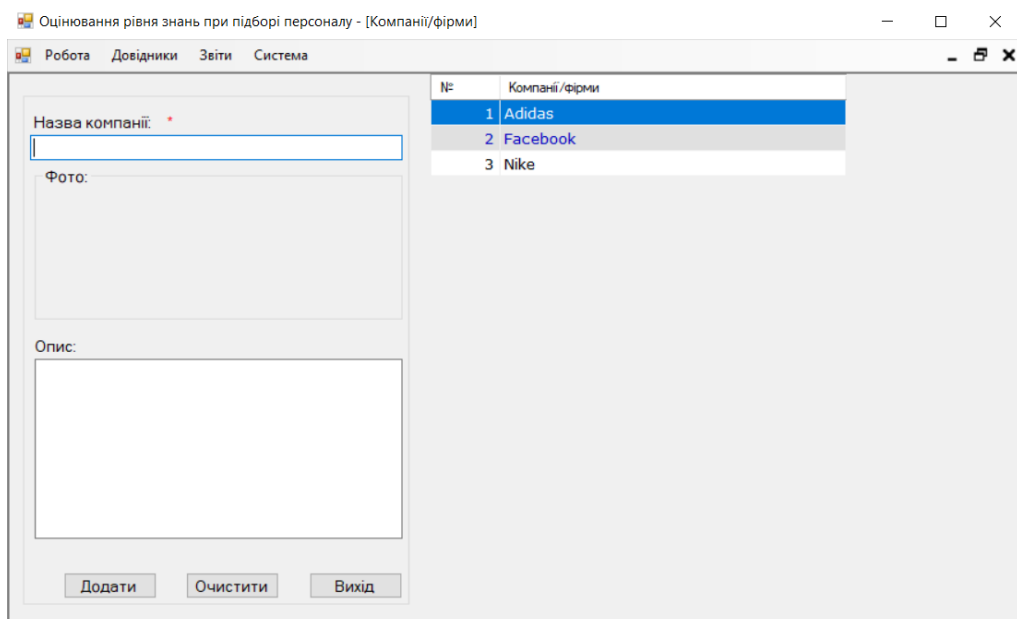 Оцінювання рівня знань при підборі персоналу - [Компанії/фірми]
Робота Довідники Звіти Система
Назва компанії: *
Фото:
Опис:
Додати Очистити Вихід
№ Компанії/фірми
1 Adidas
2 Facebook
3 Nike